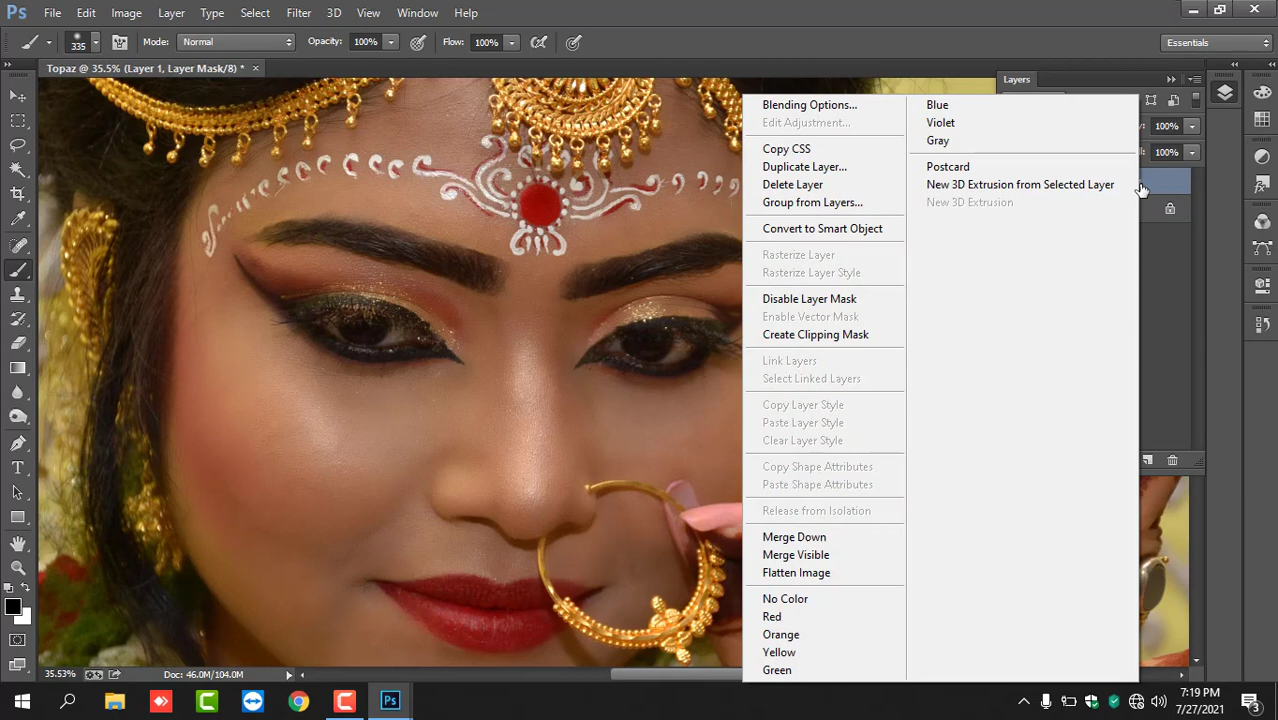 Ps File Edit Image Layer Type Select Filter 3D View Window Help
335 Mode: Normal Opacity: 100% Flow: 100% Essentials
Topaz @ 35.5% (Layer 1, Layer Mask/8) * ×
Layers
100%
100%
Blending Options...
Edit Adjustment...
Copy CSS
Duplicate Layer...
Delete Layer
Group from Layers...
Convert to Smart Object
Rasterize Layer
Rasterize Layer Style
Disable Layer Mask
Enable Vector Mask
Create Clipping Mask
Link Layers
Select Linked Layers
Copy Layer Style
Paste Layer Style
Clear Layer Style
Copy Shape Attributes
Paste Shape Attributes
Release from Isolation
Merge Down
Merge Visible
Flatten Image
No Color
Red
Orange
Yellow
Green
Blue
Violet
Gray
Postcard
New 3D Extrusion from Selected Layer
New 3D Extrusion
35.53% Doc: 46.0M/104.0M
7:19 PM
7/27/2021
3